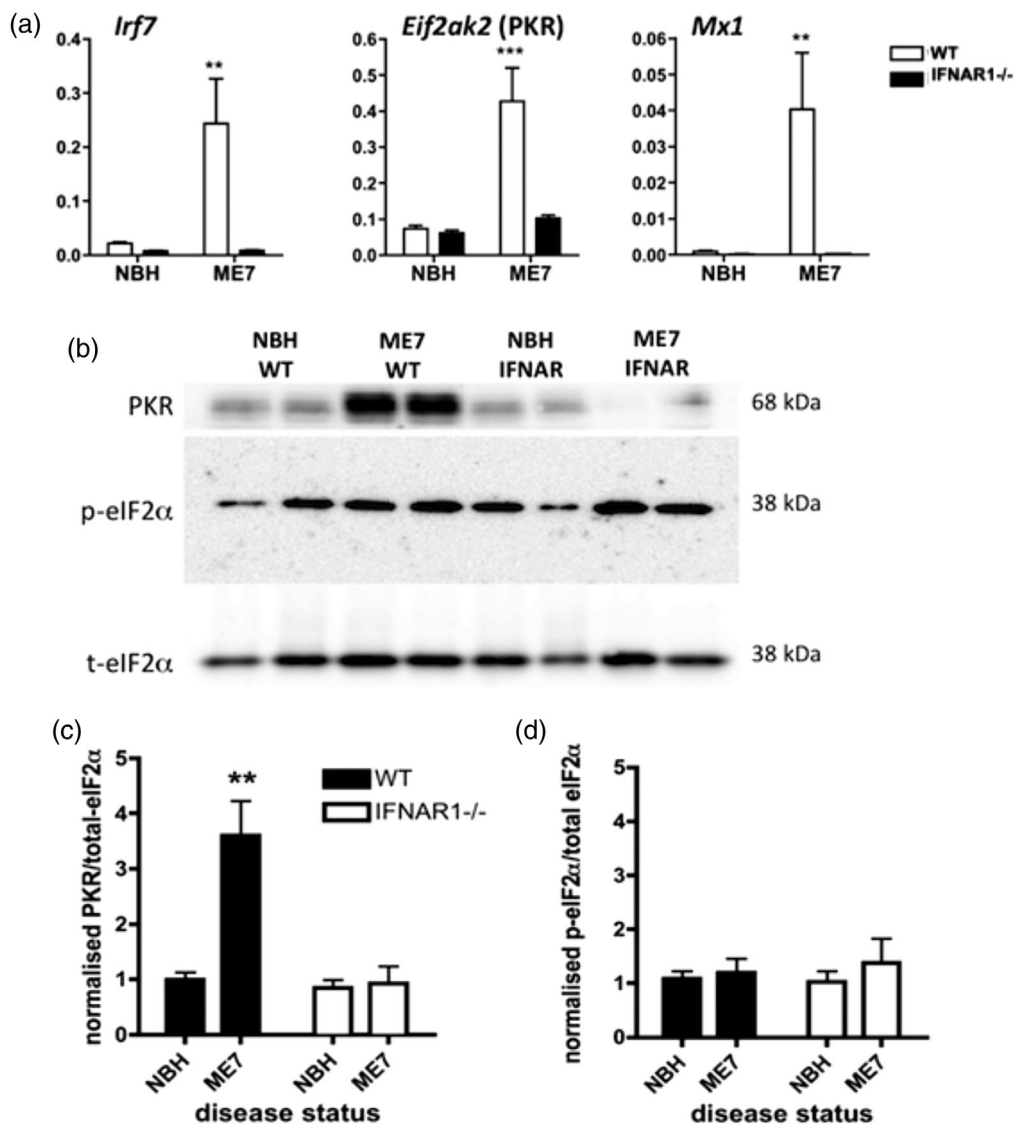 (a)
Irf7
0.4
0.3
0.2
0.1
0.0
**
NBH ME7
Eif2ak2 (PKR)
0.6
0.5
0.4
0.3
0.2
0.1
0.0
***
NBH ME7
Mx1
0.06
0.05
0.04
0.03
0.02
0.01
0.00
**
NBH ME7
WT
IFNAR1-/-
(b)
NBH ME7 NBH ME7
WT WT IFNAR IFNAR
PKR 68 kDa
p-eIF2α 38 kDa
t-eIF2α 38 kDa
(c)
normalised PKR/total-eIF2α
5
4
3
2
1
0
**
WT
IFNAR1-/-
NBH ME7 NBH ME7
disease status
(d)
normalised p-eIF2α/total eIF2α
5
4
3
2
1
0
NBH ME7 NBH ME7
disease status